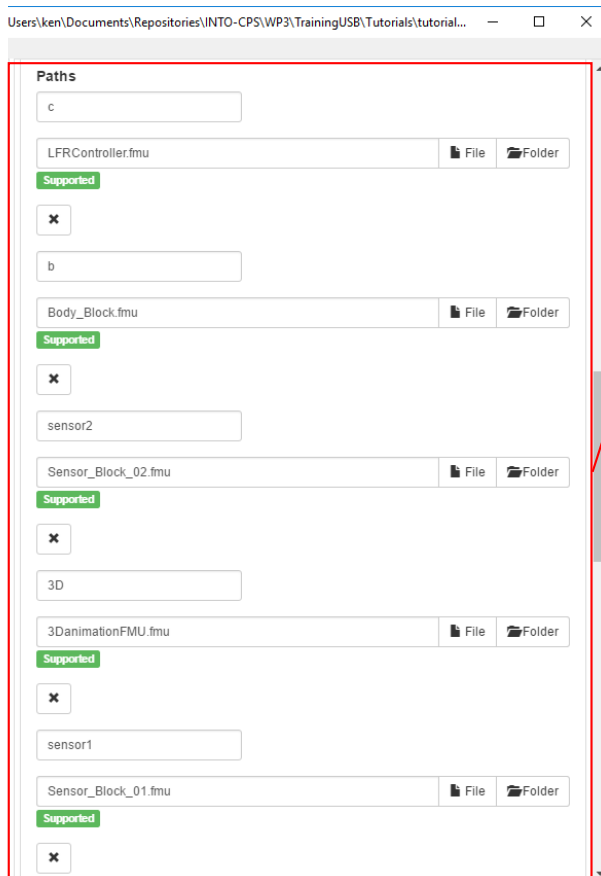 Users\ken\Documents\Repositories\INTO-CPS\WP3\TrainingUSB\Tutorials\tutorial...
Paths
c
LFRController.fmu File Folder
Supported
b
Body_Block.fmu File Folder
Supported
sensor2
Sensor_Block_02.fmu File Folder
Supported
3D
3DanimationFMU.fmu File Folder
Supported
sensor1
Sensor_Block_01.fmu File Folder
Supported